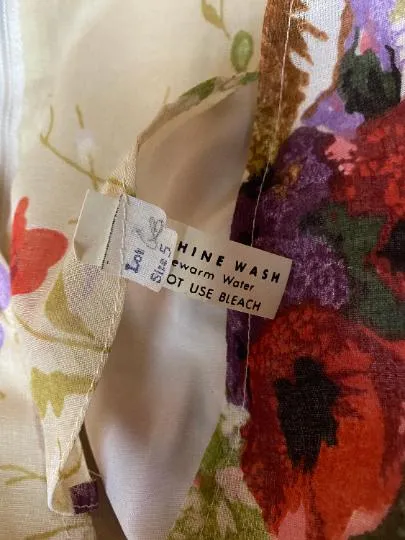 Lot
Size 5
HINE WASH
ewarm Water
OT USE BLEACH